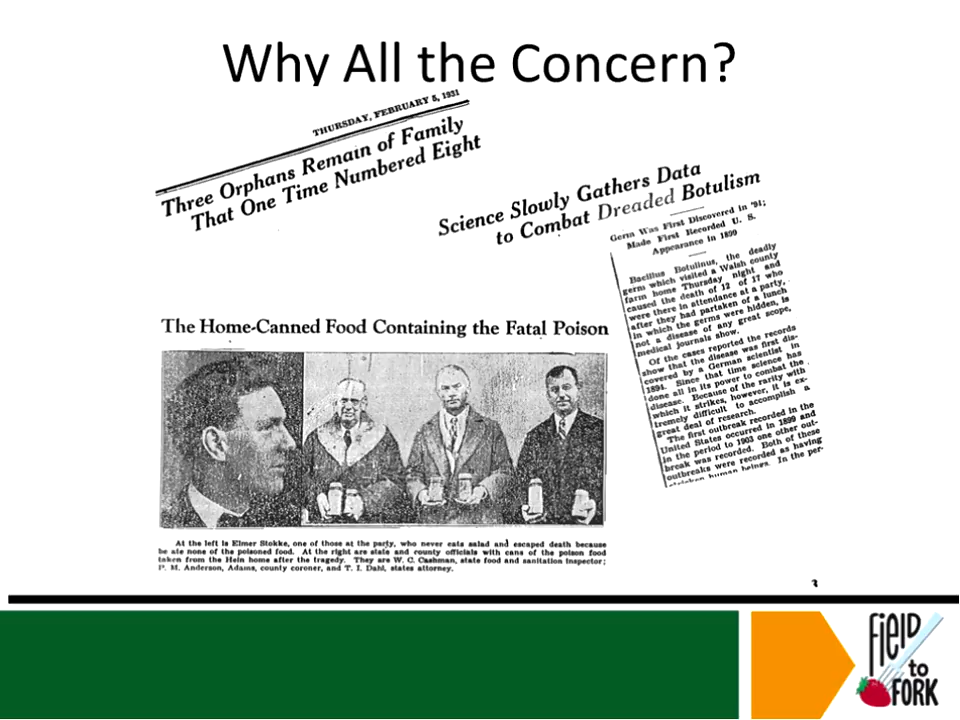 Why All the Concern?
THURSDAY, FEBRUARY 5, 1931
Three Orphans Remain of Family
That One Time Numbered Eight
Science Slowly Gathers Data
to Combat Dreaded Botulism
Germ Was First Discovered in '94;
Made First Recorded U. S.
Appearance in 1899
Bacillus Botulinus, the deadly
germ which visited a Walsh county
farm home Thursday night and
caused the death of 12 of 17 who
were there in attendance at a party,
after they had partaken of a lunch
in which the germs were hidden, is
not a disease of any great scope,
medical journals show.
Of the cases reported the records
show that the disease was first dis-
covered by a German scientist in
1894. Since that time science has
done all in its power to combat the
disease. Because of the rarity with
which it strikes, however, it is ex-
tremely difficult to accomplish a
great deal of research.
The first outbreak recorded in the
United States occurred in 1899 and
in the period to 1903 one other out-
break was recorded. Both of these
outbreaks were recorded as having
stricken human beings. In the per-
The Home-Canned Food Containing the Fatal Poison
At the left is Elmer Stokke, one of those at the party, who never eats salad and escaped death because
he ate none of the poisoned food. At the right are state and county officials with cans of the poison food
taken from the Hein home after the tragedy. They are W. C. Cashman, state food and sanitation inspector;
P. M. Anderson, Adams, county coroner, and T. I. Dahl, states attorney.
3
FIELD
to
FORK